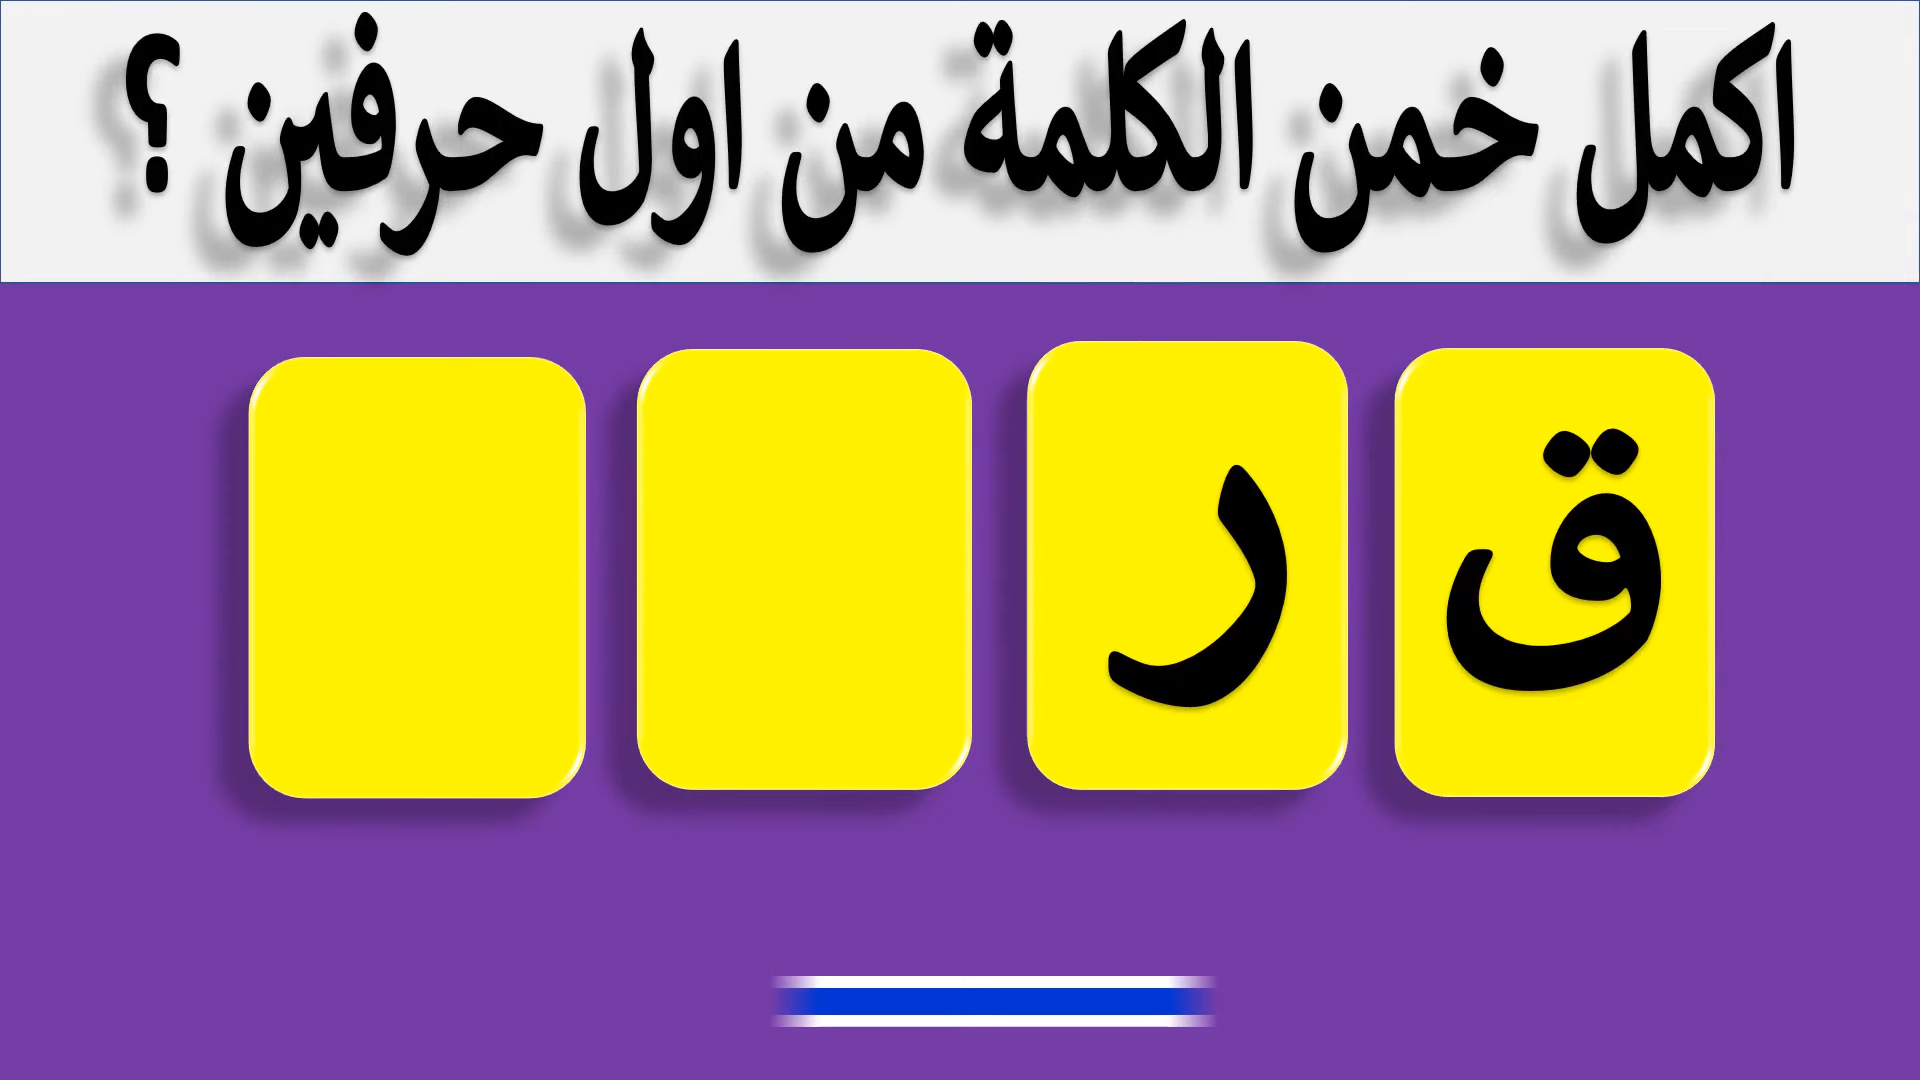 اكمل خمن الكلمة من اول حرفين ؟
ق ر